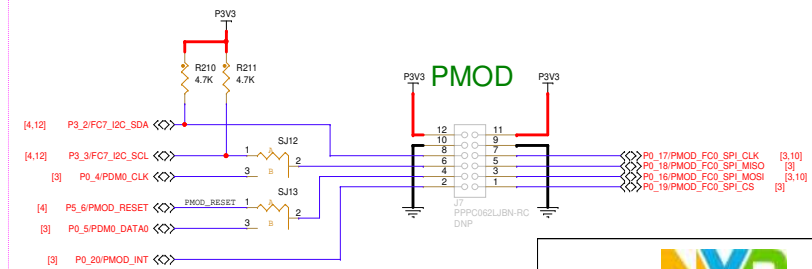 P3V3
R210 R211
4.7K 4.7K
P3V3 PMOD P3V3
[4,12] P3_2/FC7_I2C_SDA
[4,12] P3_3/FC7_I2C_SCL
1 SJ12
A
2
[3] P0_4/PDM0_CLK
3 B
[4] P5_6/PMOD_RESET
PMOD_RESET 1 SJ13
A
2
[3] P0_5/PDM0_DATA0
3 B
[3] P0_20/PMOD_INT
12 11
10 9
8 7
6 5
4 3
2 1
J7
PPPC062LJBN-RC
DNP
P0_17/PMOD_FC0_SPI_CLK [3,10]
P0_18/PMOD_FC0_SPI_MISO [3]
P0_16/PMOD_FC0_SPI_MOSI [3,10]
P0_19/PMOD_FC0_SPI_CS [3]